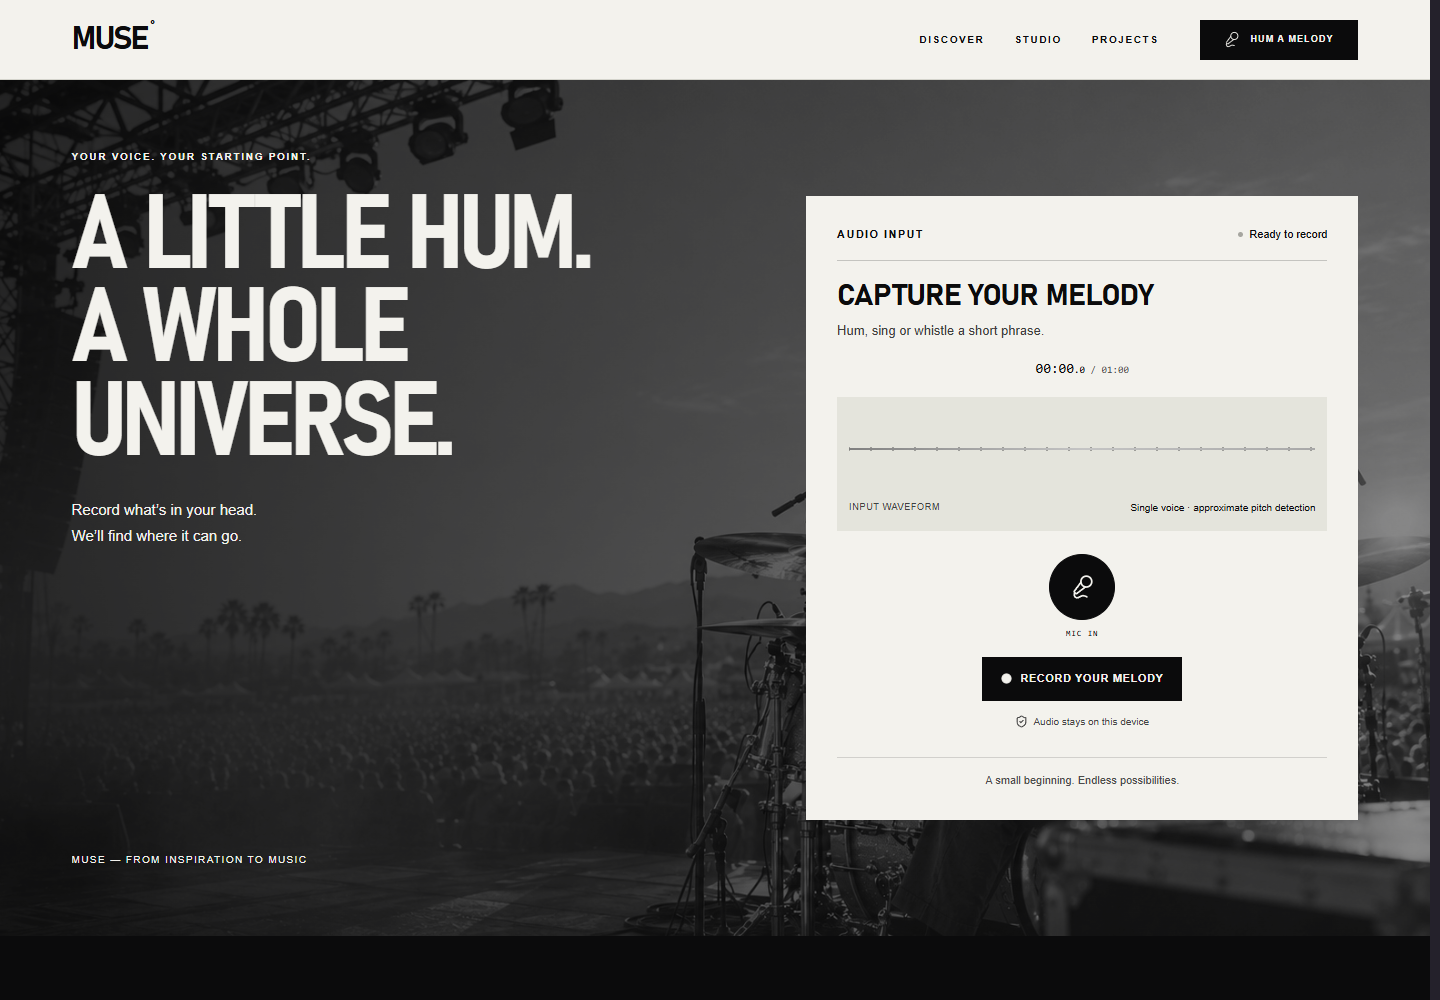 MUSE°
DISCOVER
STUDIO
PROJECTS
HUM A MELODY
YOUR VOICE. YOUR STARTING POINT.
A LITTLE HUM.
A WHOLE
UNIVERSE.
Record what's in your head.
We'll find where it can go.
MUSE — FROM INSPIRATION TO MUSIC
AUDIO INPUT
Ready to record
CAPTURE YOUR MELODY
Hum, sing or whistle a short phrase.
00:00.0 / 01:00
INPUT WAVEFORM
Single voice · approximate pitch detection
MIC IN
RECORD YOUR MELODY
Audio stays on this device
A small beginning. Endless possibilities.